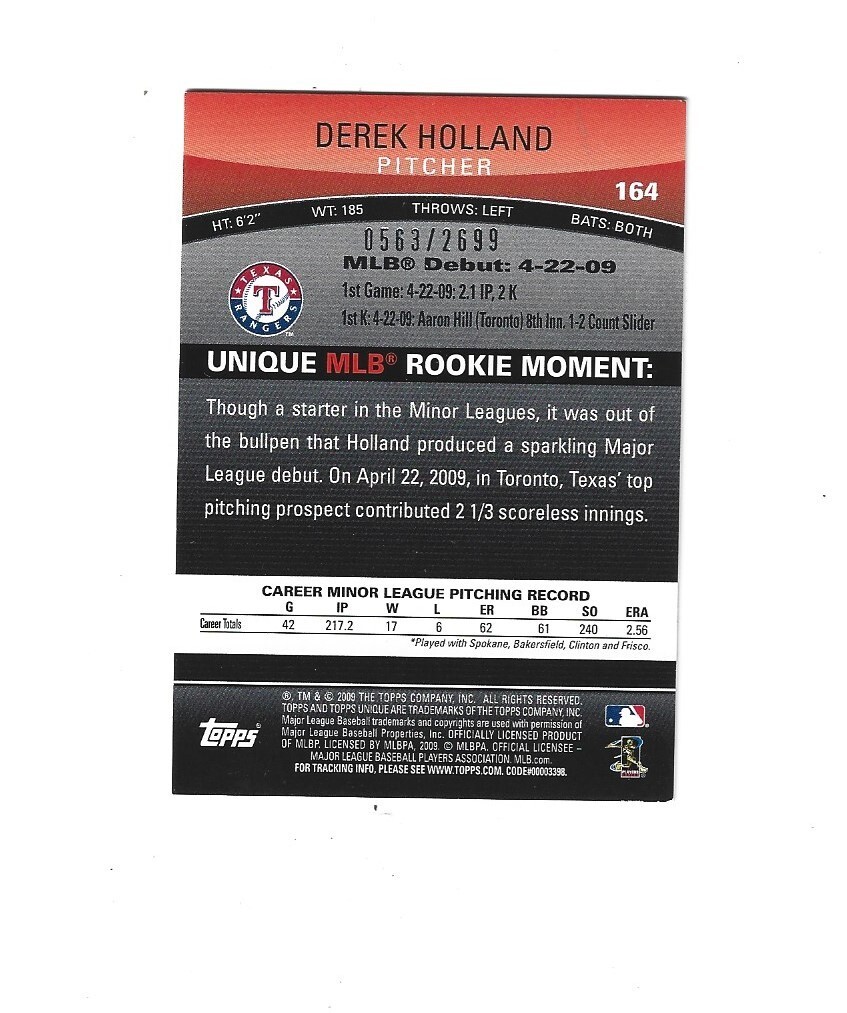 DEREK HOLLAND
PITCHER
164
HT: 6'2" WT: 185 THROWS: LEFT BATS: BOTH
0563/2699
MLB® Debut: 4-22-09
1st Game: 4-22-09: 2.1 IP, 2 K
1st K: 4-22-09: Aaron Hill (Toronto) 8th Inn. 1-2 Count Slider
TEXAS
T
RANGERS
TM
UNIQUE MLB® ROOKIE MOMENT:
Though a starter in the Minor Leagues, it was out of
the bullpen that Holland produced a sparkling Major
League debut. On April 22, 2009, in Toronto, Texas' top
pitching prospect contributed 2 1/3 scoreless innings.
CAREER MINOR LEAGUE PITCHING RECORD
G IP W L ER BB SO ERA
Career Totals 42 217.2 17 6 62 61 240 2.56
*Played with Spokane, Bakersfield, Clinton and Frisco.
®, TM & © 2009 THE TOPPS COMPANY, INC. ALL RIGHTS RESERVED.
TOPPS AND TOPPS UNIQUE ARE TRADEMARKS OF THE TOPPS COMPANY, INC.
Major League Baseball trademarks and copyrights are used with permission of
Major League Baseball Properties, Inc. OFFICIALLY LICENSED PRODUCT
OF MLBP. LICENSED BY MLBPA, 2009. © MLBPA. OFFICIAL LICENSEE –
MAJOR LEAGUE BASEBALL PLAYERS ASSOCIATION. MLB.com.
FOR TRACKING INFO, PLEASE SEE WWW.TOPPS.COM. CODE#00003398.
Topps®
PLAYERS